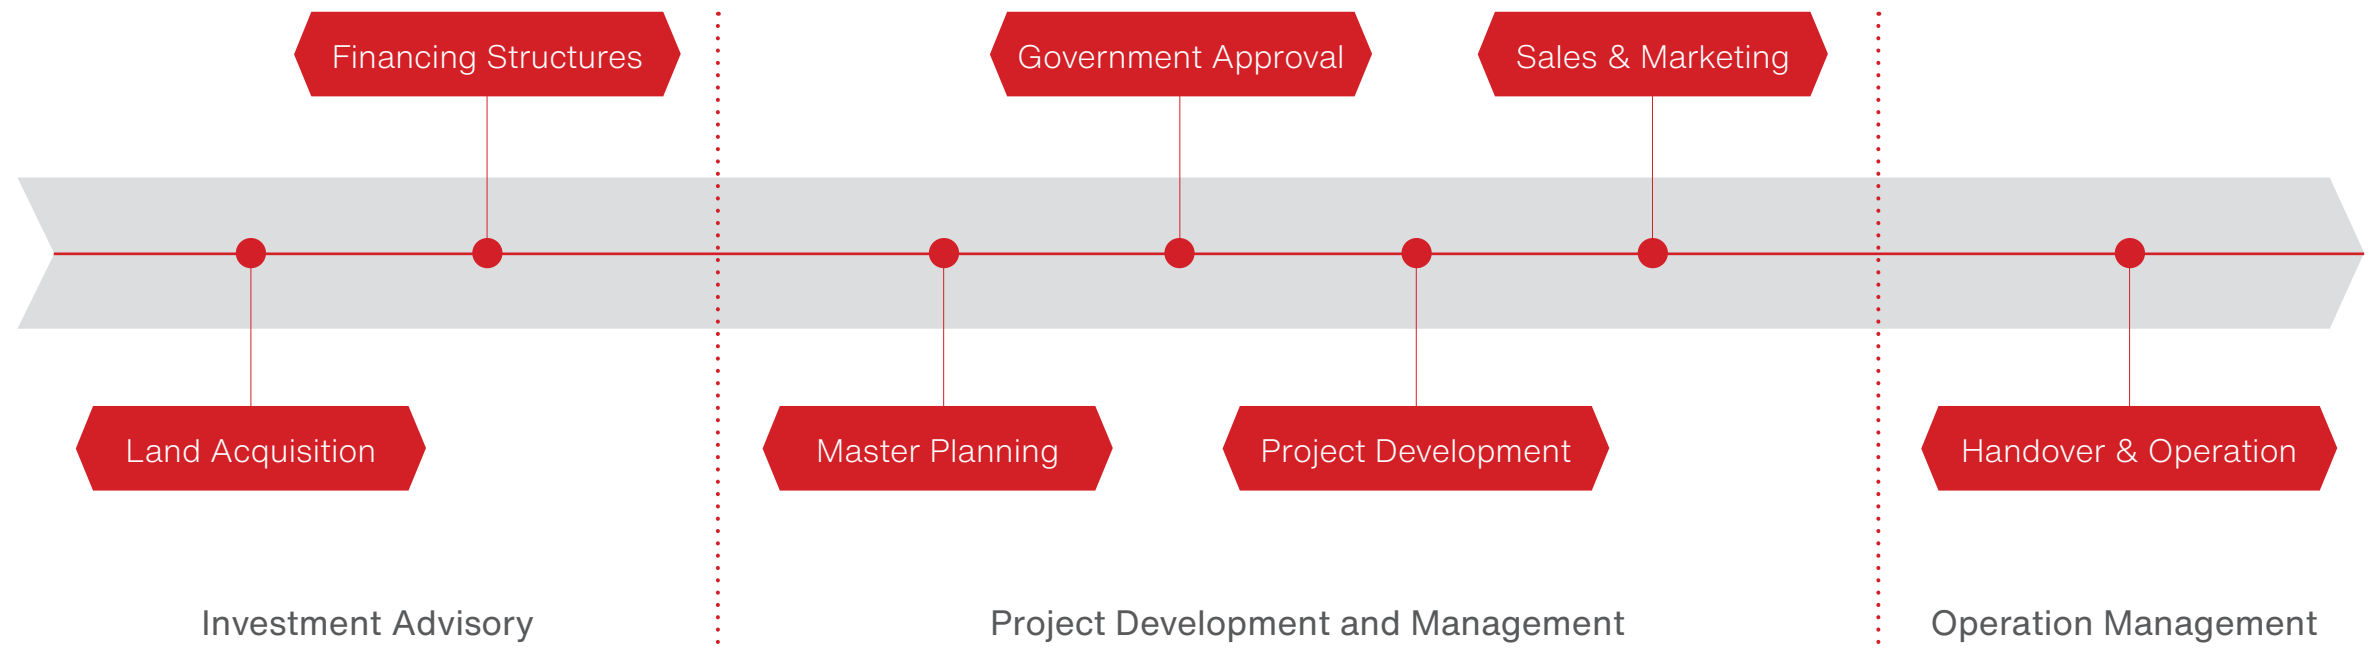 Financing Structures
Government Approval
Sales & Marketing
Land Acquisition
Master Planning
Project Development
Handover & Operation
Investment Advisory
Project Development and Management
Operation Management